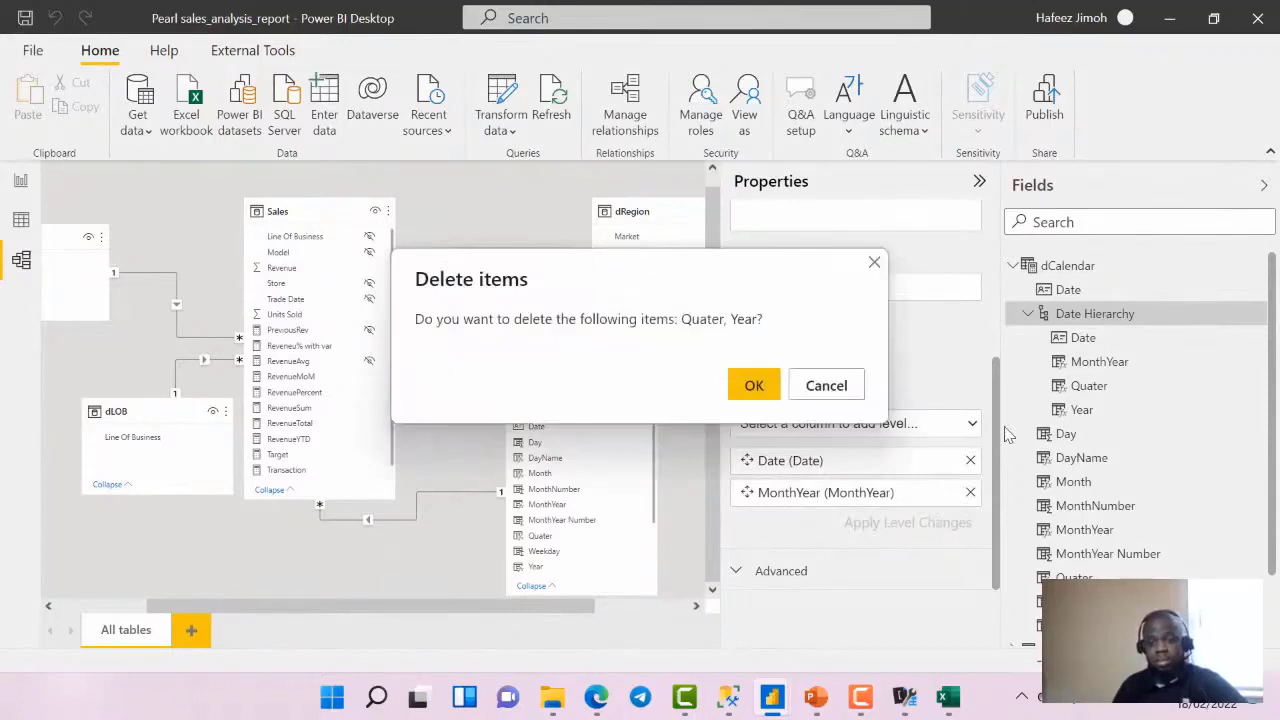 Pearl sales_analysis_report - Power BI Desktop
Search
Hafeez Jimoh
File
Home
Help
External Tools
Paste
Cut
Copy
Get data
Excel workbook
Power BI datasets
SQL Server
Enter data
Dataverse
Recent sources
Transform data
Refresh
Manage relationships
Manage roles
View as
Q&A setup
Language
Linguistic schema
Sensitivity
Publish
Clipboard
Data
Queries
Relationships
Security
Q&A
Sensitivity
Share
1
Sales
Line Of Business
Model
Revenue
Store
Trade Date
Units Sold
PreviousRev
Reveneu% with var
RevenueAvg
RevenueMoM
RevenuePercent
RevenueSum
RevenueTotal
RevenueYTD
Target
Transaction
Collapse
1
dLOB
Line Of Business
Collapse
dRegion
Market
Delete items
Do you want to delete the following items: Quater, Year?
OK
Cancel
1
Date
Day
DayName
Month
MonthNumber
MonthYear
MonthYear Number
Quater
Weekday
Year
Collapse
All tables
Properties
Select a column to add level...
Date (Date)
MonthYear (MonthYear)
Apply Level Changes
Advanced
Fields
Search
dCalendar
Date
Date Hierarchy
Date
MonthYear
Quater
Year
Day
DayName
Month
MonthNumber
MonthYear
MonthYear Number
Quater
18/02/2022